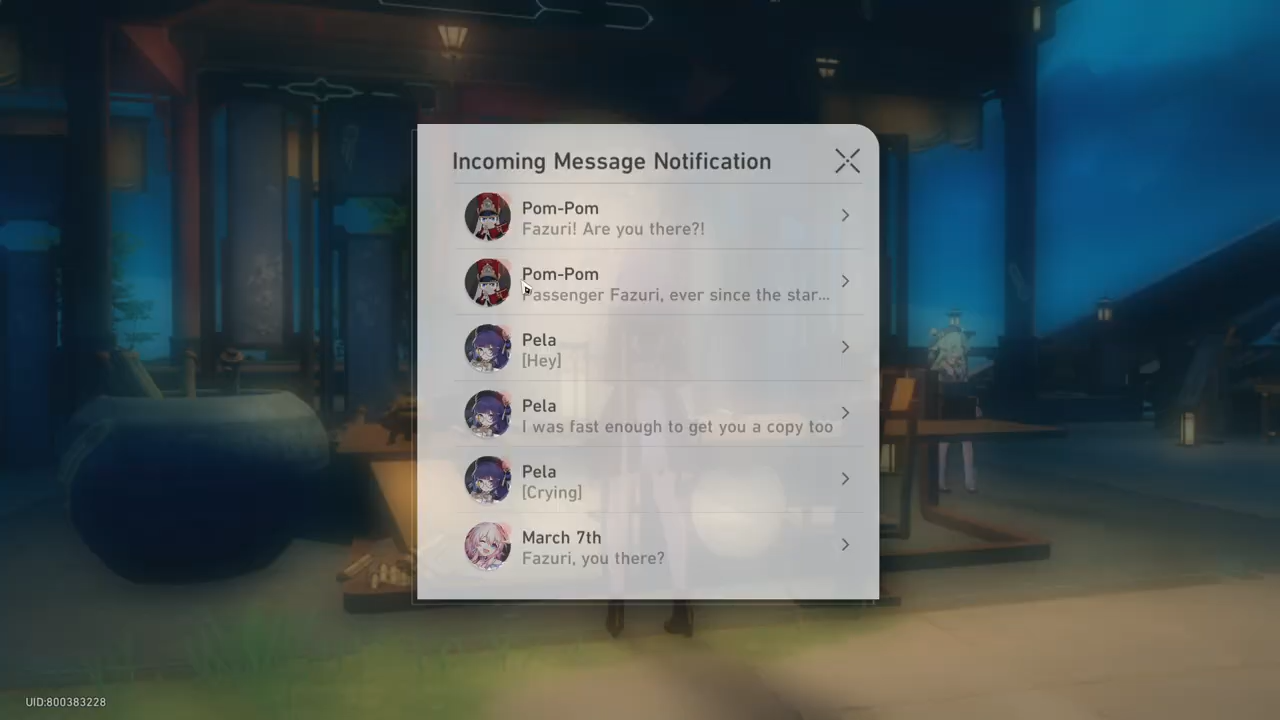 Incoming Message Notification
Pom-Pom
Fazuri! Are you there?!
Pom-Pom
Passenger Fazuri, ever since the star...
Pela
[Hey]
Pela
I was fast enough to get you a copy too
Pela
[Crying]
March 7th
Fazuri, you there?
UID:800383228